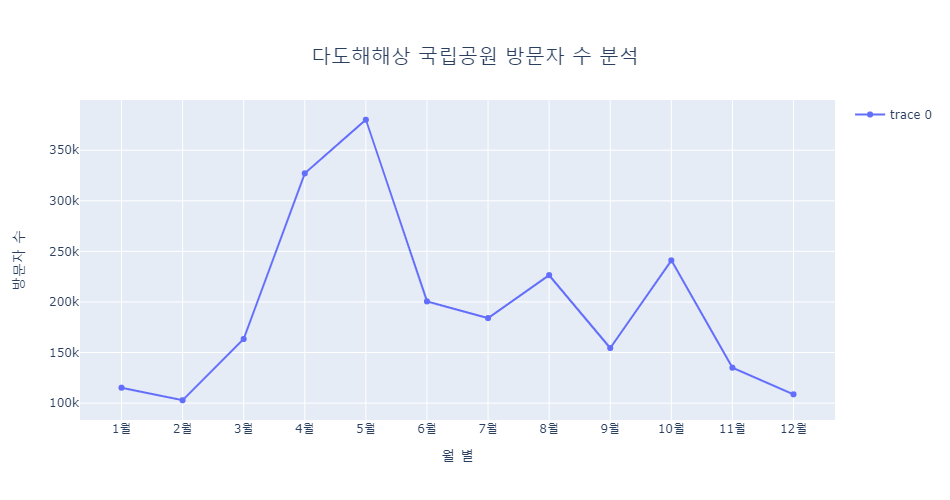 다도해해상 국립공원 방문자 수 분석
trace 0
방문자 수
350k
300k
250k
200k
150k
100k
1월 2월 3월 4월 5월 6월 7월 8월 9월 10월 11월 12월
월 별